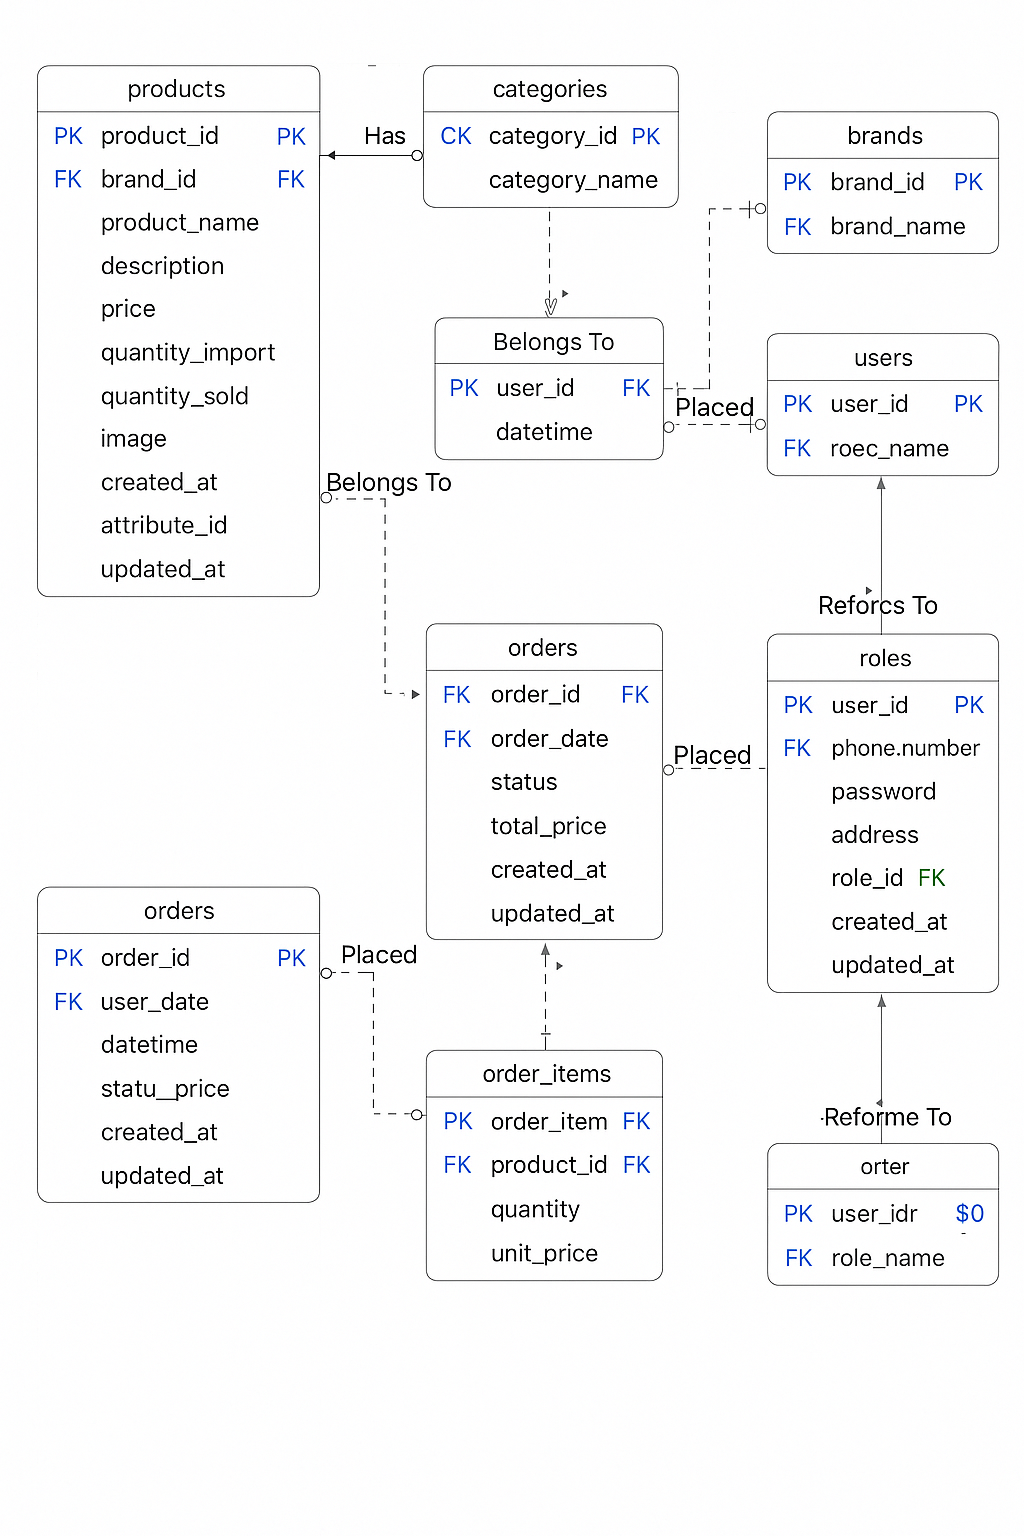 products
PK product_id PK
FK brand_id FK
product_name
description
price
quantity_import
quantity_sold
image
created_at
attribute_id
updated_at
Has
categories
CK category_id PK
category_name
brands
PK brand_id PK
FK brand_name
Belongs To
PK user_id FK
datetime
Placed
users
PK user_id PK
FK roec_name
Belongs To
Reforcs To
orders
FK order_id FK
FK order_date
status
total_price
created_at
updated_at
Placed
roles
PK user_id PK
FK phone.number
password
address
role_id FK
created_at
updated_at
orders
PK order_id PK
FK user_date
datetime
statu__price
created_at
updated_at
Placed
order_items
PK order_item FK
FK product_id FK
quantity
unit_price
Reforme To
orter
PK user_idr $0
FK role_name